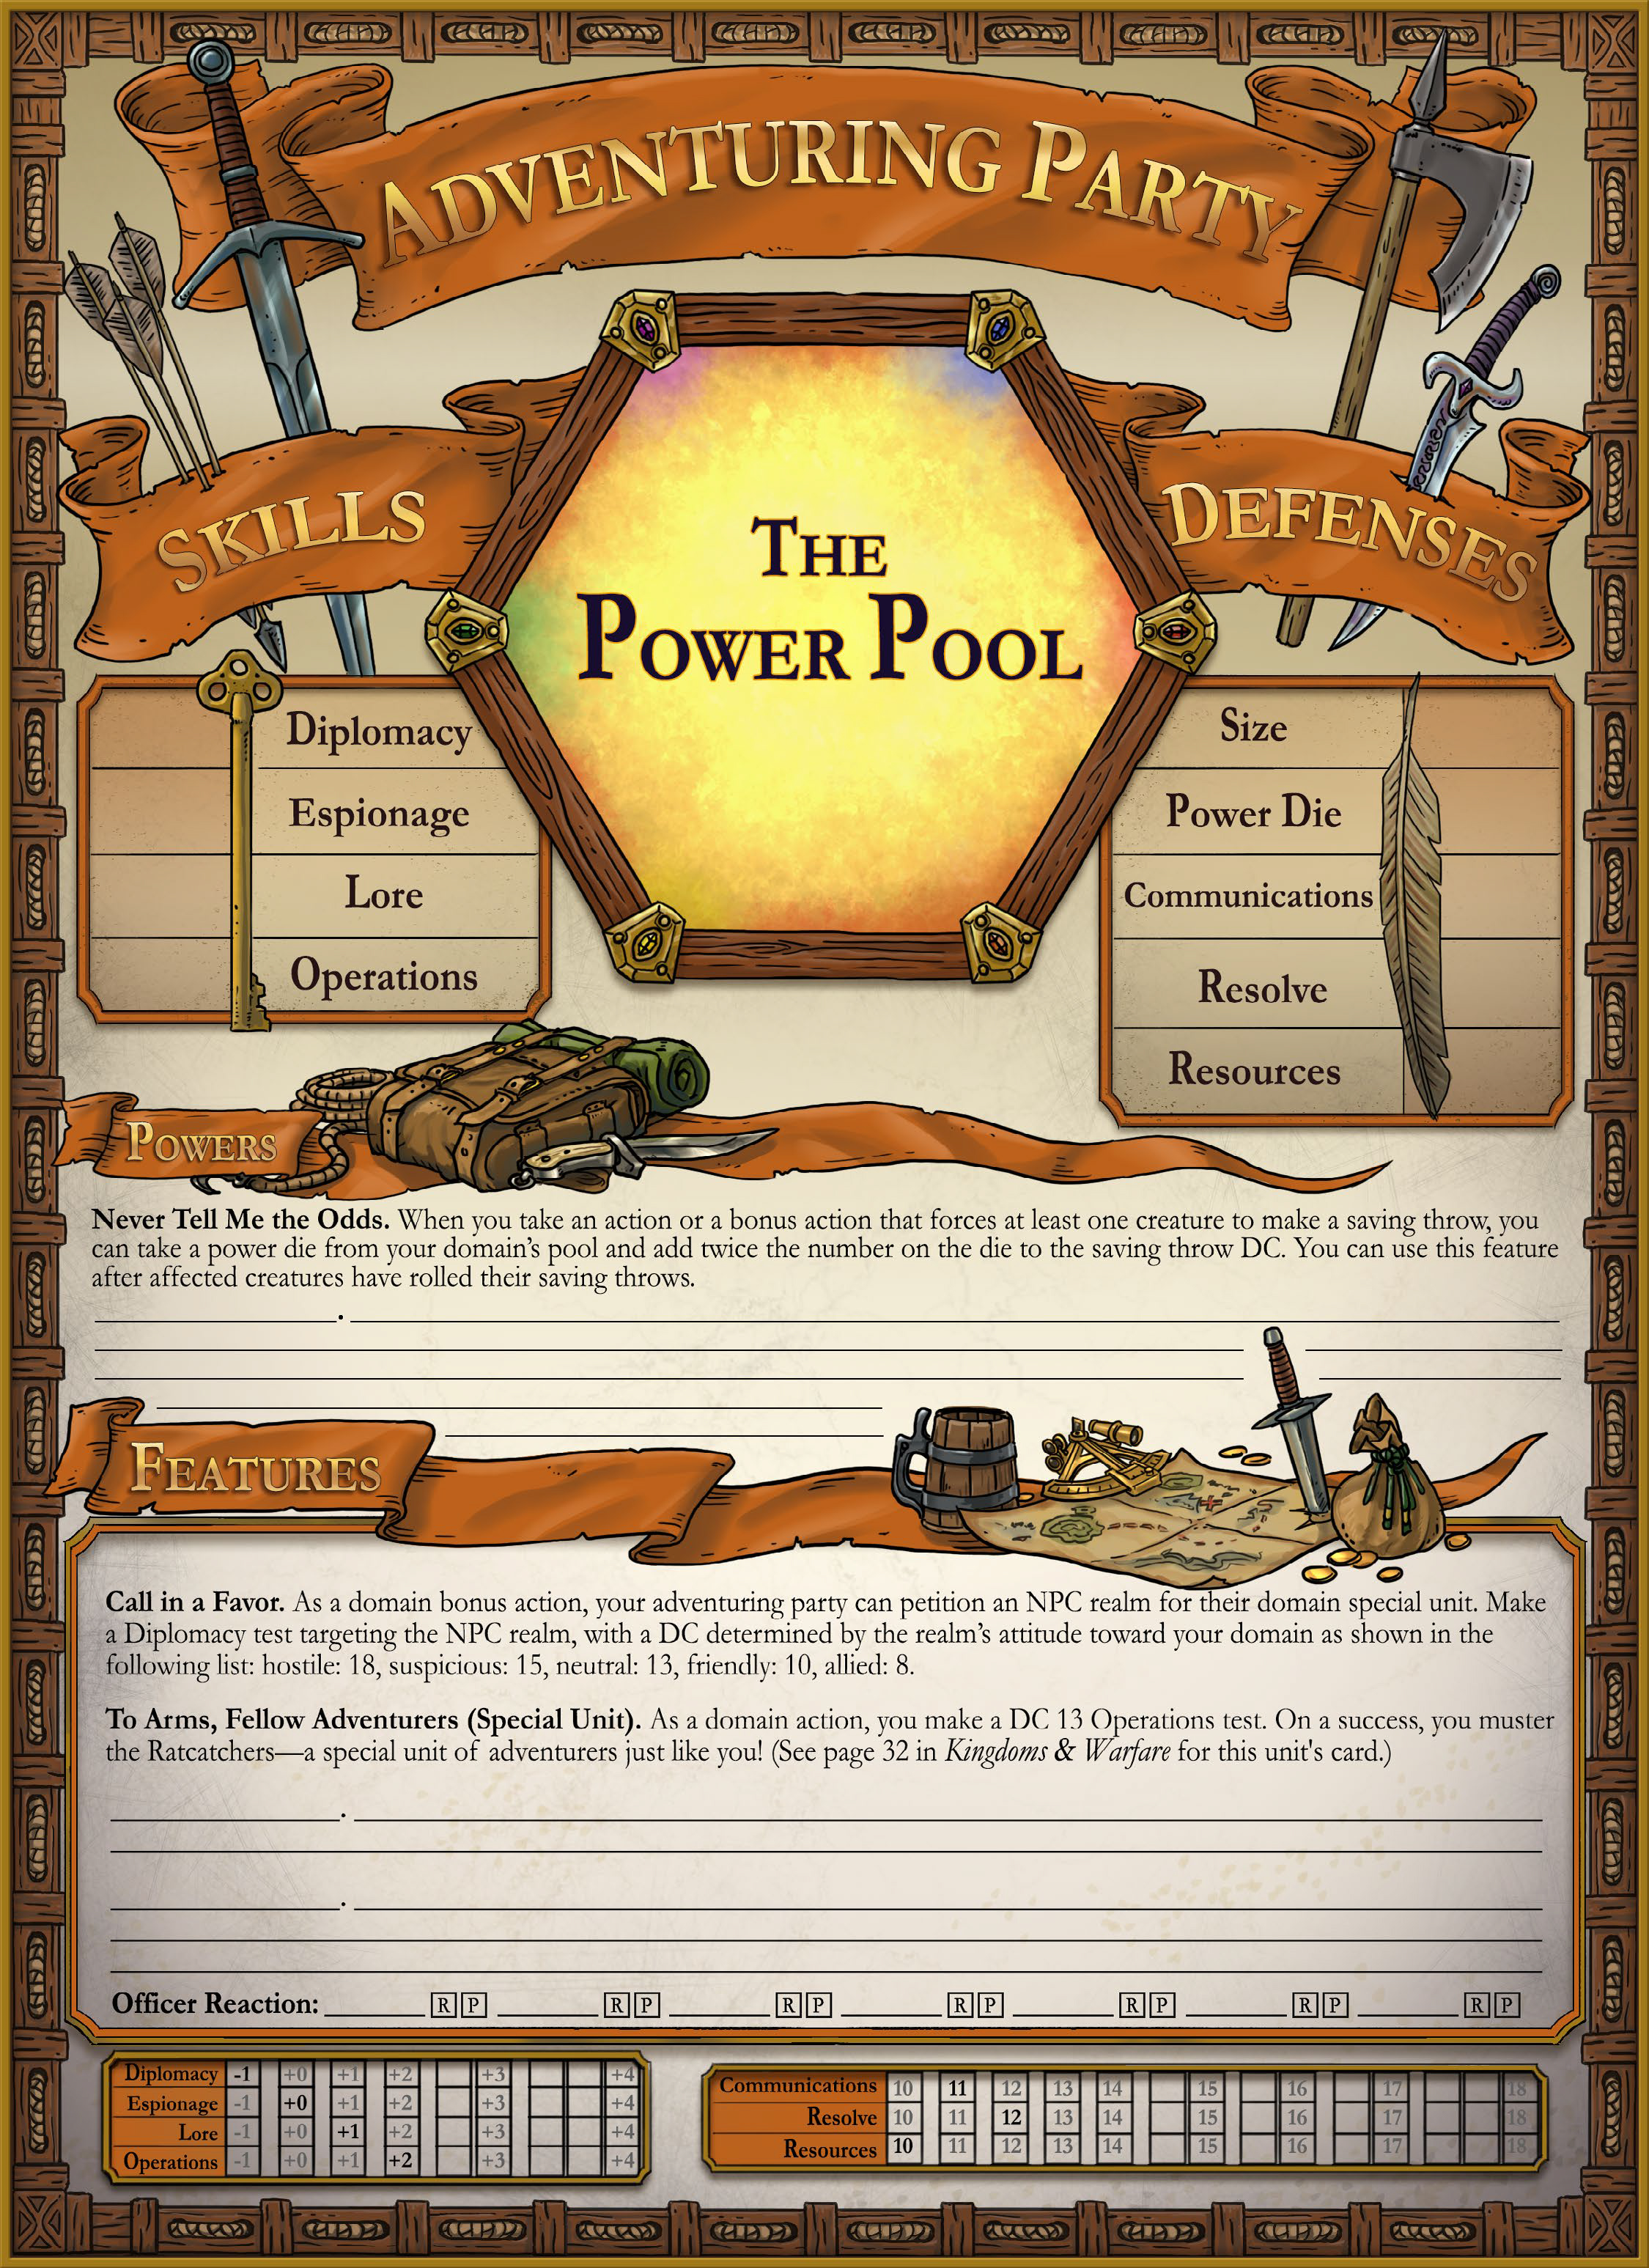 ADVENTURING PARTY
SKILLS
THE
POWER POOL
DEFENSES
Diplomacy
Espionage
Lore
Operations
Size
Power Die
Communications
Resolve
Resources
POWERS
Never Tell Me the Odds. When you take an action or a bonus action that forces at least one creature to make a saving throw, you
can take a power die from your domain's pool and add twice the number on the die to the saving throw DC. You can use this feature
after affected creatures have rolled their saving throws.
FEATURES
Call in a Favor. As a domain bonus action, your adventuring party can petition an NPC realm for their domain special unit. Make
a Diplomacy test targeting the NPC realm, with a DC determined by the realm's attitude toward your domain as shown in the
following list: hostile: 18, suspicious: 15, neutral: 13, friendly: 10, allied: 8.
To Arms, Fellow Adventurers (Special Unit). As a domain action, you make a DC 13 Operations test. On a success, you muster
the Ratcatchers—a special unit of adventurers just like you! (See page 32 in Kingdoms & Warfare for this unit's card.)
Officer Reaction: R P R P R P R P R P R P R P
Diplomacy -1 +0 +1 +2 +3 +4
Espionage -1 +0 +1 +2 +3 +4
Lore -1 +0 +1 +2 +3 +4
Operations -1 +0 +1 +2 +3 +4
Communications 10 11 12 13 14 15 16 17 18
Resolve 10 11 12 13 14 15 16 17 18
Resources 10 11 12 13 14 15 16 17 18